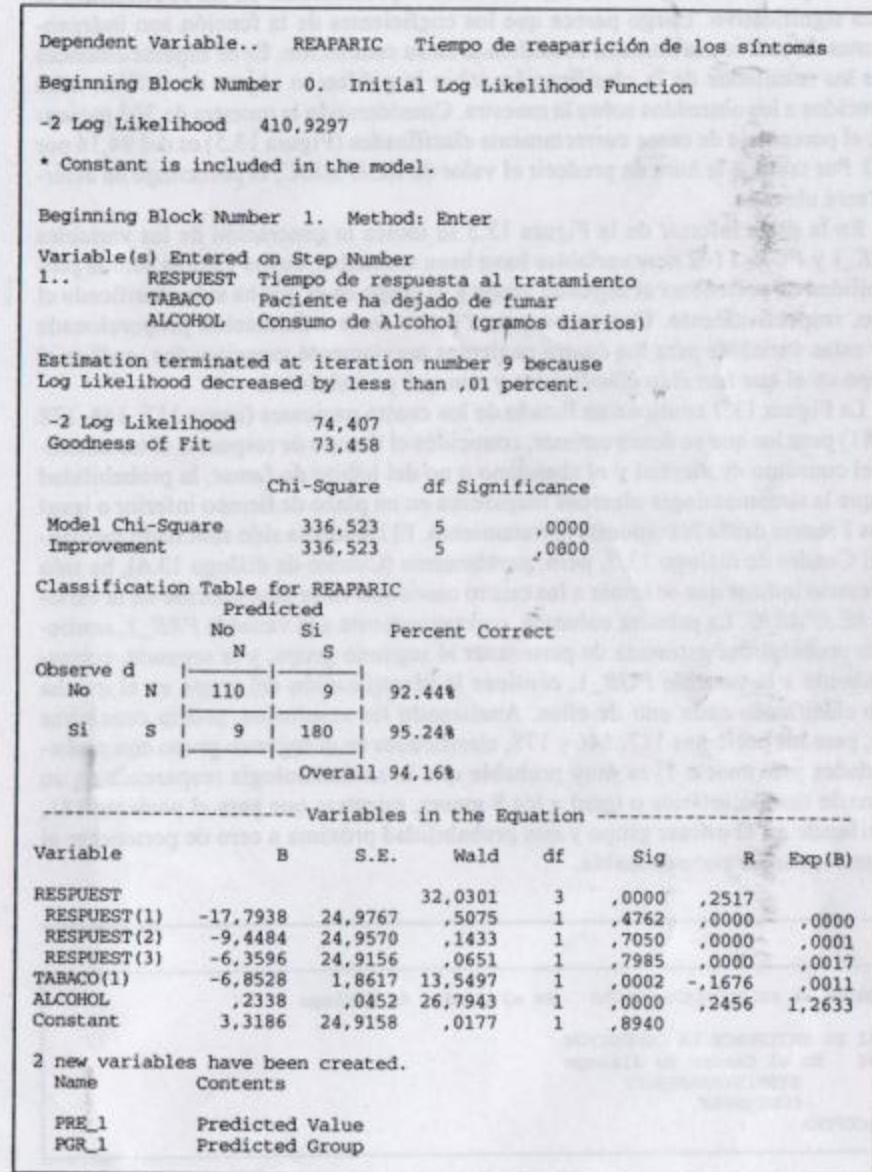 Dependent Variable.. REAPARIC Tiempo de reaparición de los síntomas
Beginning Block Number 0. Initial Log Likelihood Function
-2 Log Likelihood 410,9297
* Constant is included in the model.
Beginning Block Number 1. Method: Enter
Variable(s) Entered on Step Number
1.. RESPUEST Tiempo de respuesta al tratamiento
TABACO Paciente ha dejado de fumar
ALCOHOL Consumo de Alcohol (gramos diarios)
Estimation terminated at iteration number 9 because
Log Likelihood decreased by less than ,01 percent.
-2 Log Likelihood 74,407
Goodness of Fit 73,458
Chi-Square df Significance
Model Chi-Square 336,523 5 ,0000
Improvement 336,523 5 ,0000
Classification Table for REAPARIC
Predicted
No Si Percent Correct
N S
Observe d
No N 110 9 92.44%
Si S 9 180 95.24%
Overall 94,16%
Variables in the Equation
Variable B S.E. Wald df Sig R Exp(B)
RESPUEST 32,0301 3 ,0000 ,2517
RESPUEST(1) -17,7938 24,9767 ,5075 1 ,4762 ,0000 ,0000
RESPUEST(2) -9,4484 24,9570 ,1433 1 ,7050 ,0000 ,0001
RESPUEST(3) -6,3596 24,9156 ,0651 1 ,7985 ,0000 ,0017
TABACO(1) -6,8528 1,8617 13,5497 1 ,0002 -,1676 ,0011
ALCOHOL ,2338 ,0452 26,7943 1 ,0000 ,2456 1,2633
Constant 3,3186 24,9158 ,0177 1 ,8940
2 new variables have been created.
Name Contents
PRE_1 Predicted Value
PGR_1 Predicted Group